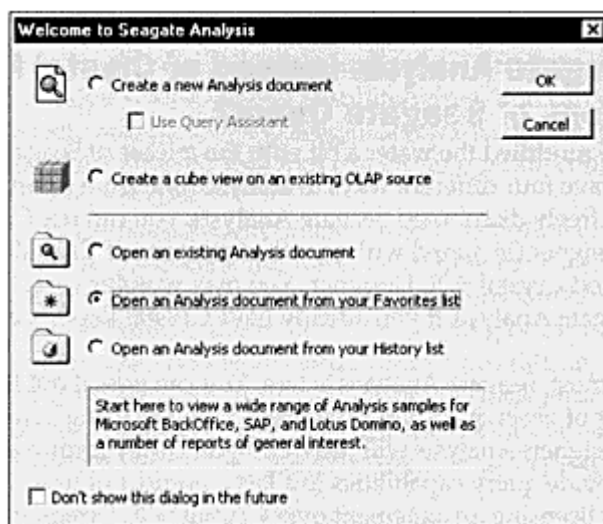 Welcome to Seagate Analysis
Create a new Analysis document
OK
Use Query Assistant
Cancel
Create a cube view on an existing OLAP source
Open an existing Analysis document
Open an Analysis document from your Favorites list
Open an Analysis document from your History list
Start here to view a wide range of Analysis samples for
Microsoft BackOffice, SAP, and Lotus Domino, as well as
a number of reports of general interest.
Don't show this dialog in the future